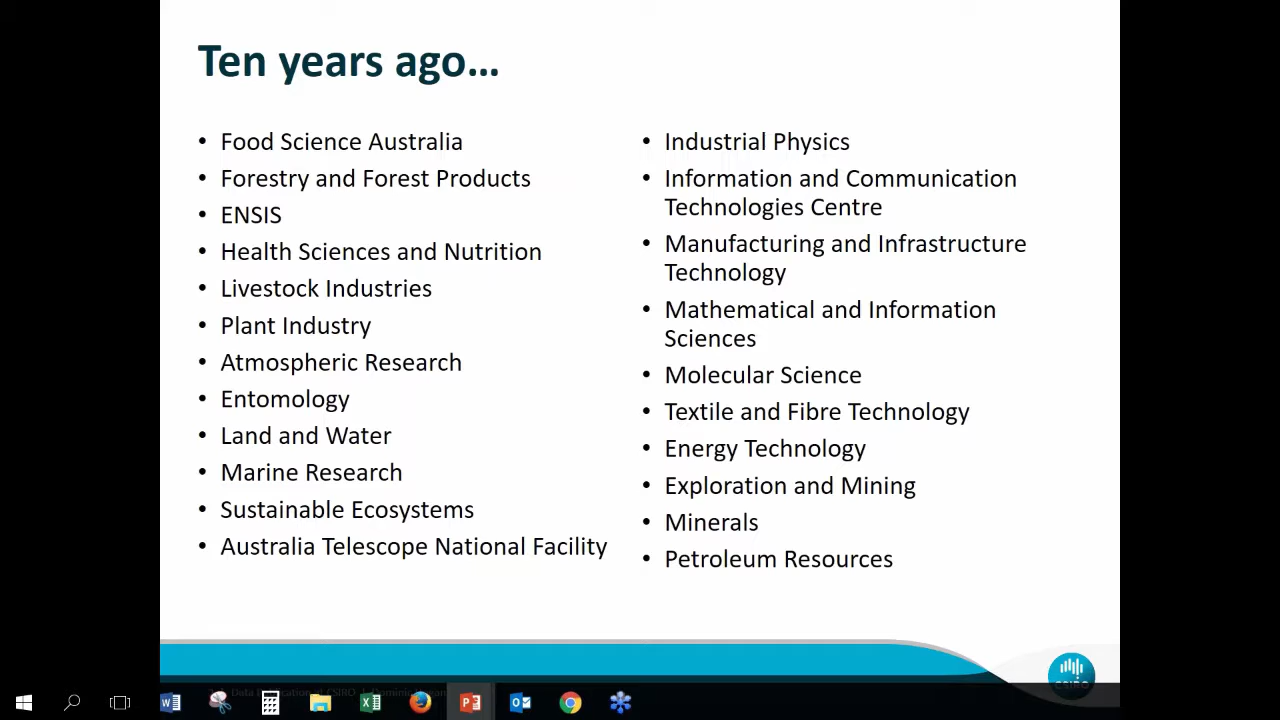 Ten years ago...
• Food Science Australia
• Forestry and Forest Products
• ENSIS
• Health Sciences and Nutrition
• Livestock Industries
• Plant Industry
• Atmospheric Research
• Entomology
• Land and Water
• Marine Research
• Sustainable Ecosystems
• Australia Telescope National Facility
• Industrial Physics
• Information and Communication
Technologies Centre
• Manufacturing and Infrastructure
Technology
• Mathematical and Information
Sciences
• Molecular Science
• Textile and Fibre Technology
• Energy Technology
• Exploration and Mining
• Minerals
• Petroleum Resources
CSIRO